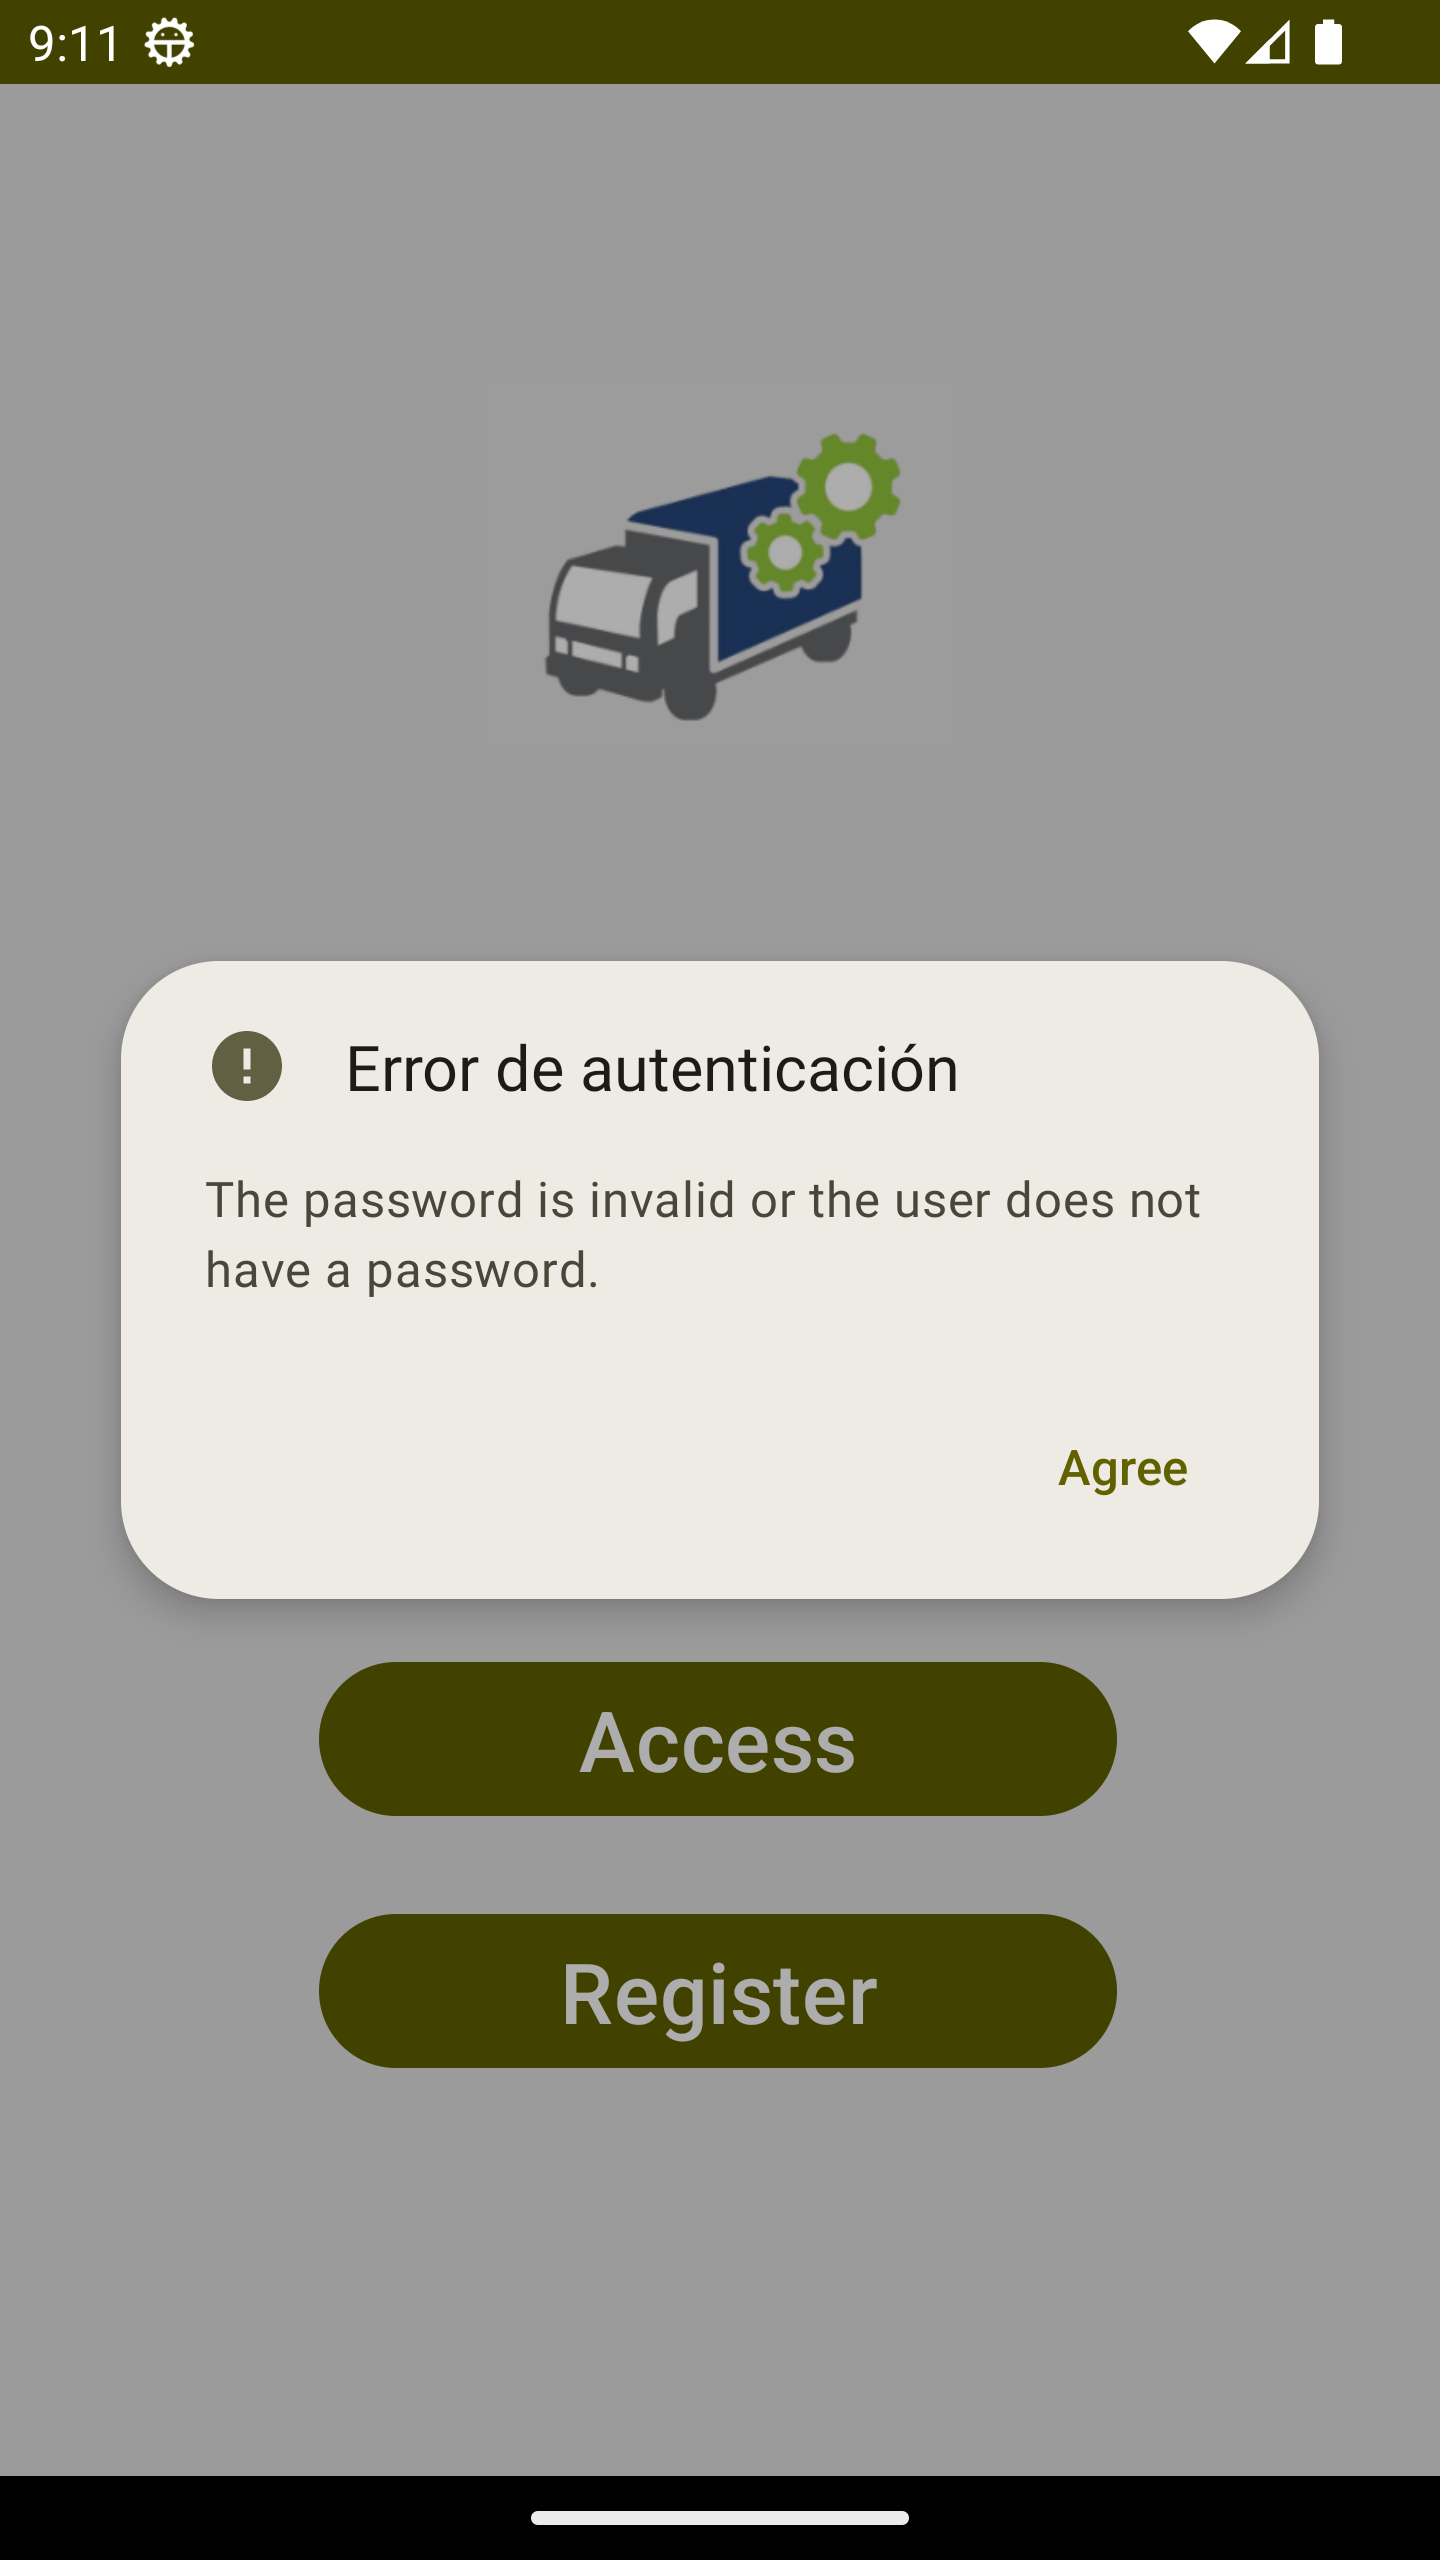 9:11
Error de autenticación
The password is invalid or the user does not
have a password.
Agree
Access
Register